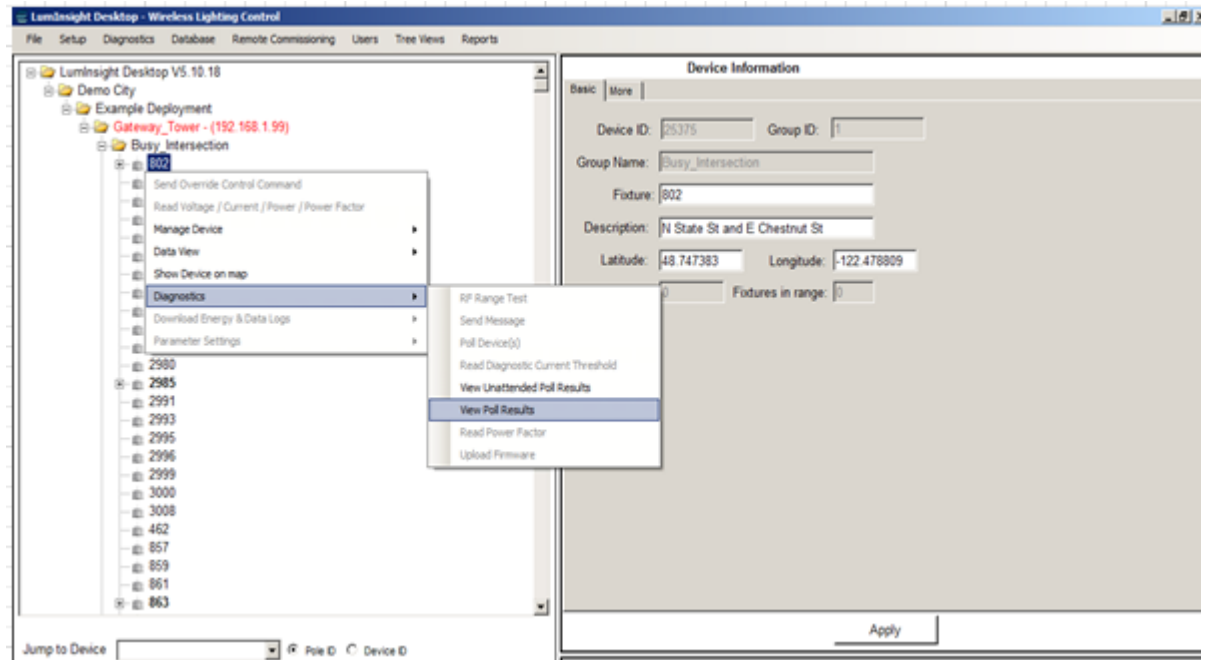 LumInsight Desktop - Wireless Lighting Control
File Setup Diagnostics Database Remote Commissioning Users Tree Views Reports
LumInsight Desktop V5.10.18
Demo City
Example Deployment
Gateway_Tower - (192.168.1.99)
Busy_Intersection
802
Send Override Control Command
Read Voltage / Current / Power / Power Factor
Manage Device
Data View
Show Device on map
Diagnostics
Download Energy & Data Logs
Parameter Settings
RF Range Test
Send Message
Poll Device(s)
Read Diagnostic Current Threshold
View Unattended Poll Results
View Poll Results
Read Power Factor
Upload Firmware
2980
2985
2991
2993
2995
2996
2999
3000
3008
462
857
859
861
863
Jump to Device Pole ID Device ID
Device Information
Basic More
Device ID: 25375 Group ID: 1
Group Name: Busy_Intersection
Fixture: 802
Description: N State St and E Chestnut St
Latitude: 48.747383 Longitude: -122.478809
0 Fixtures in range: 0
Apply